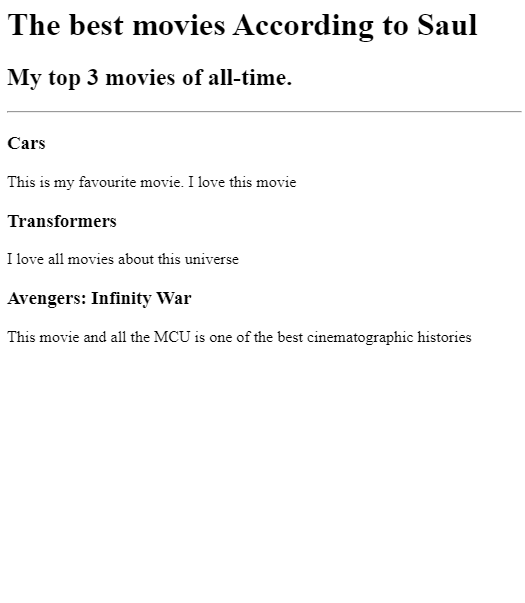 The best movies According to Saul
My top 3 movies of all-time.
Cars
This is my favourite movie. I love this movie
Transformers
I love all movies about this universe
Avengers: Infinity War
This movie and all the MCU is one of the best cinematographic histories